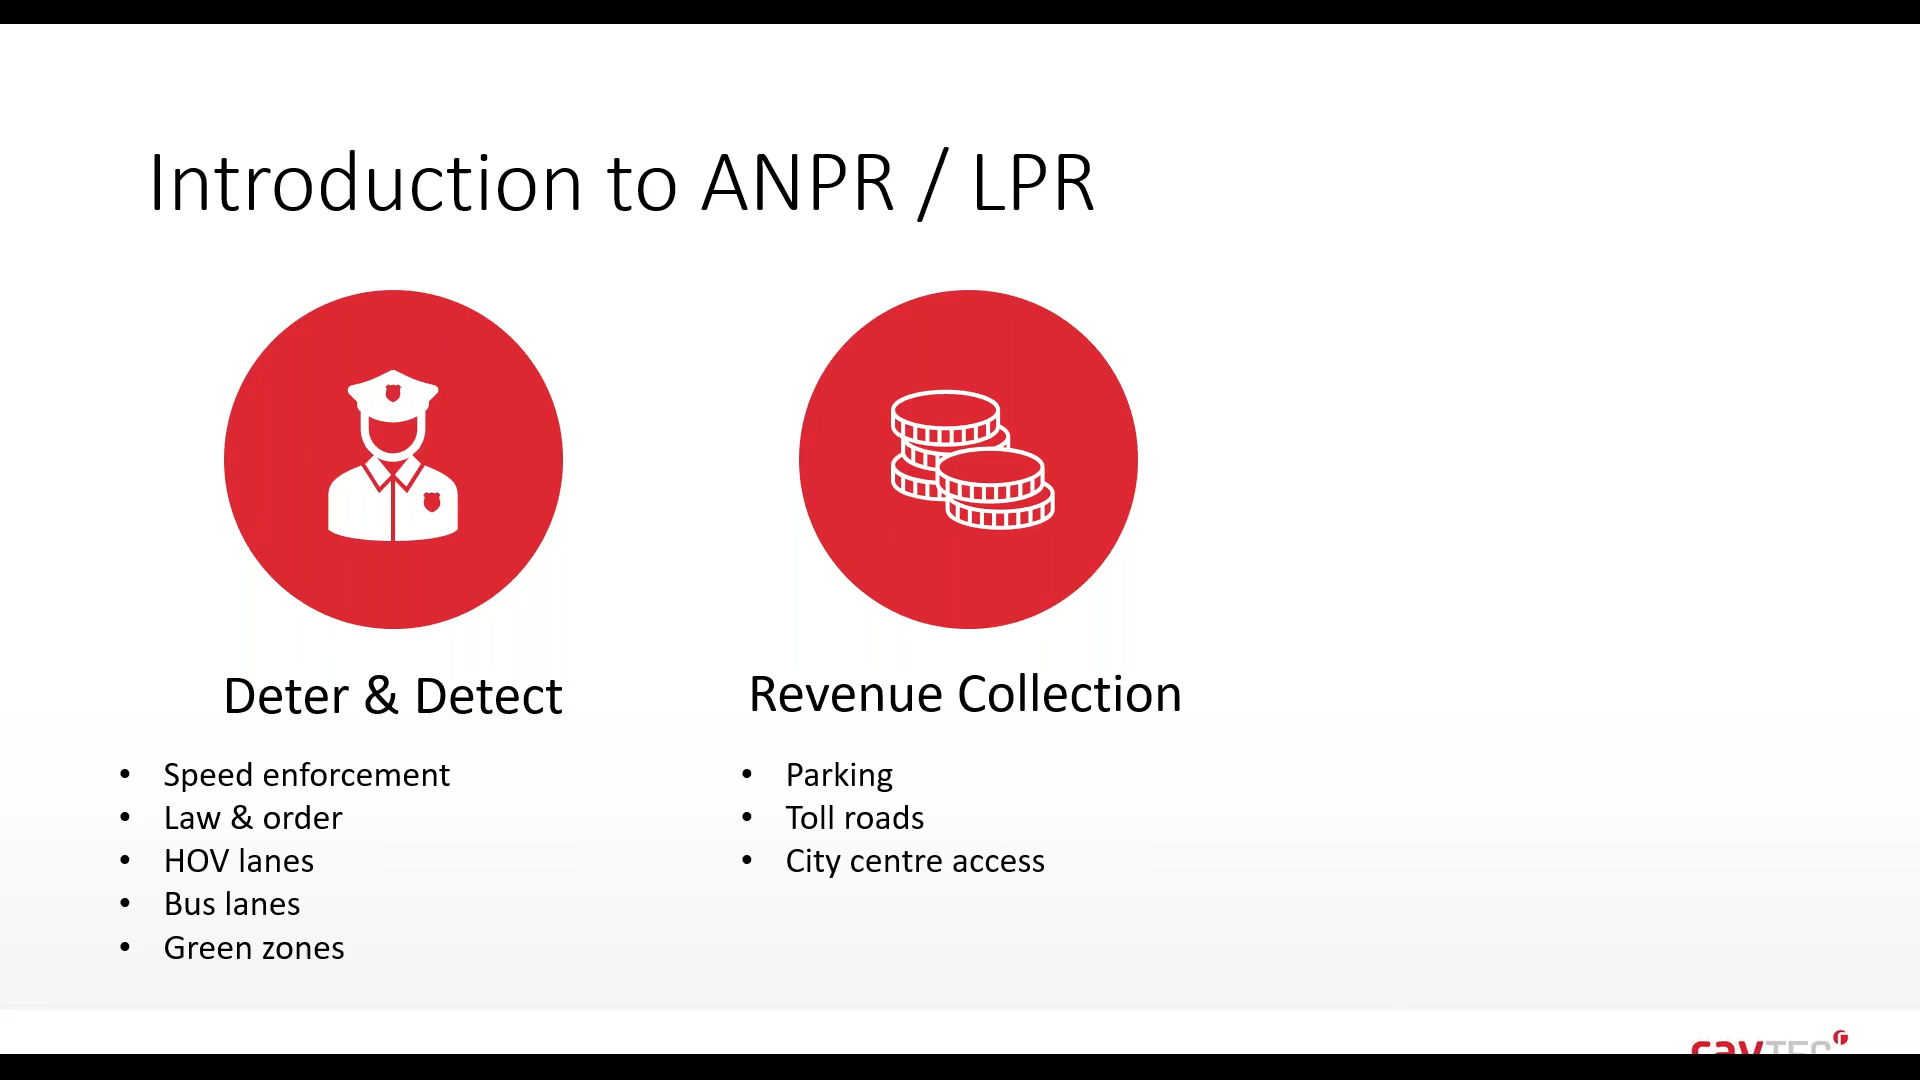 Introduction to ANPR / LPR
Deter & Detect
• Speed enforcement
• Law & order
• HOV lanes
• Bus lanes
• Green zones
Revenue Collection
• Parking
• Toll roads
• City centre access